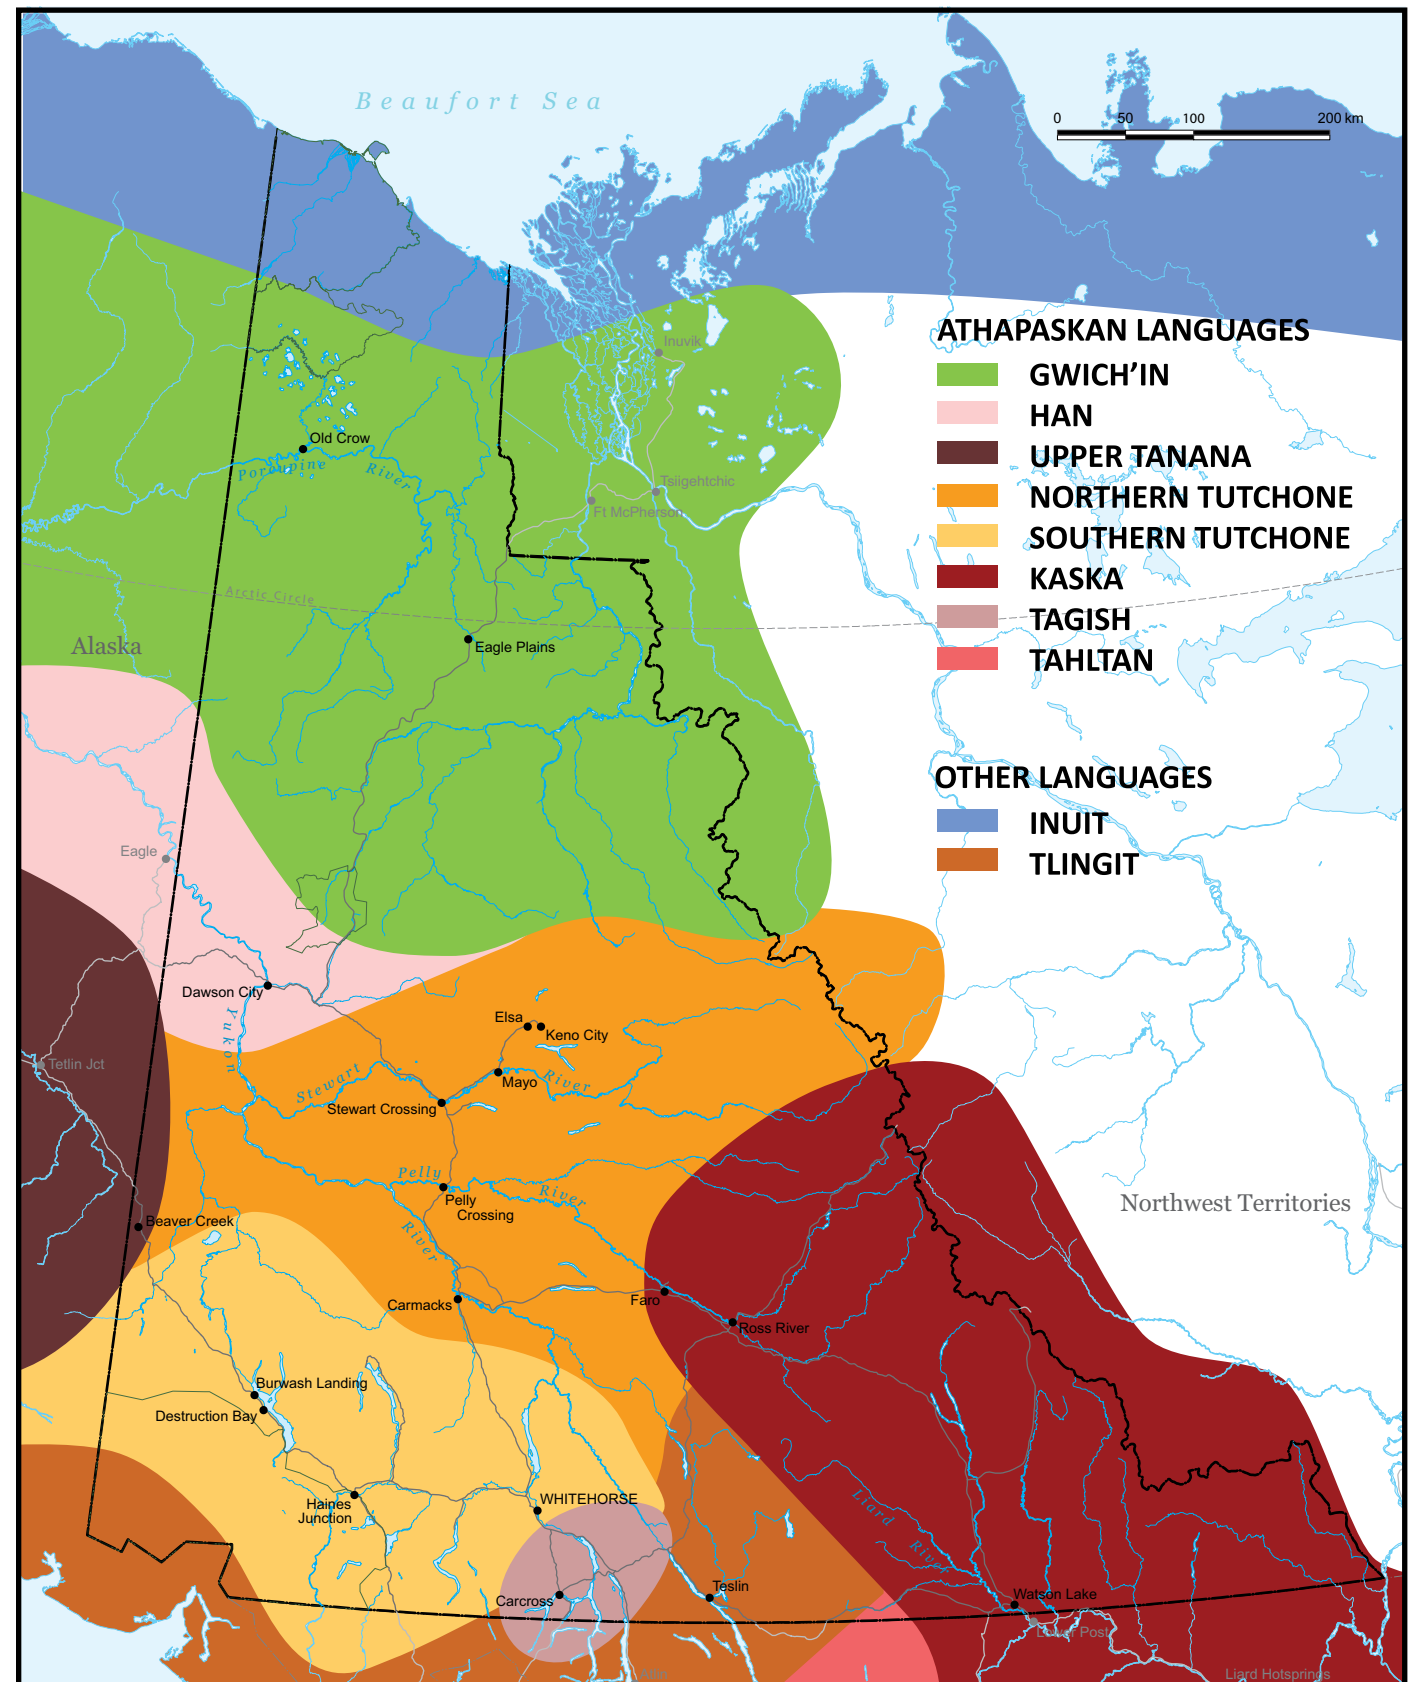 Beaufort Sea
0 50 100 200 km
ATHAPASKAN LANGUAGES
GWICH’IN
HAN
UPPER TANANA
NORTHERN TUTCHONE
SOUTHERN TUTCHONE
KASKA
TAGISH
TAHLTAN
OTHER LANGUAGES
INUIT
TLINGIT
Inuvik
Old Crow
Porcupine River
Tsiigehtchic
Ft McPherson
Arctic Circle
Alaska
Eagle Plains
Eagle
Dawson City
Yukon
Elsa
Keno City
Tetlin Jct
Stewart River
Mayo
Stewart Crossing
Pelly River
Pelly
Crossing
River
Northwest Territories
Beaver Creek
Carmacks
Faro
Ross River
Burwash Landing
Destruction Bay
Haines
Junction
WHITEHORSE
Liard River
Carcross
Teslin
Watson Lake
Lower Post
Atlin
Liard Hotsprings